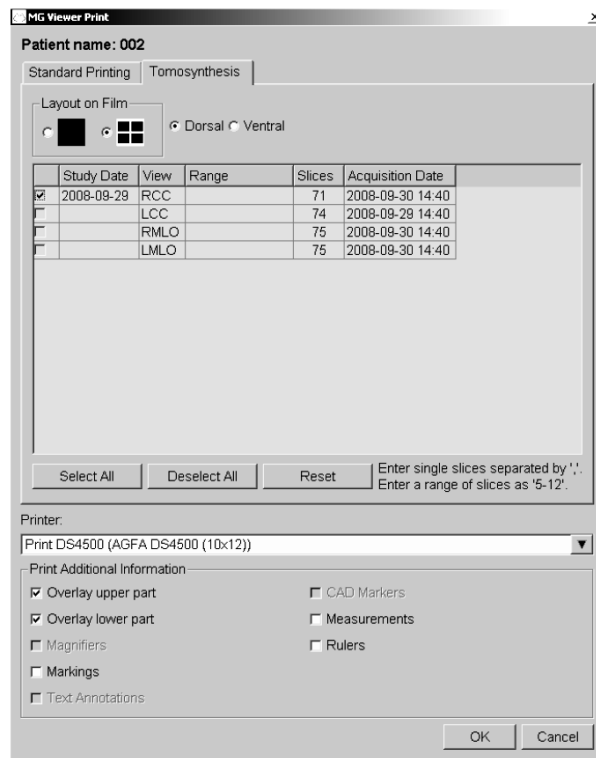 MG Viewer Print
Patient name: 002
Standard Printing Tomosynthesis
Layout on Film
Dorsal Ventral
Study Date View Range Slices Acquisition Date
2008-09-29 RCC 71 2008-09-30 14:40
LCC 74 2008-09-29 14:40
RMLO 75 2008-09-30 14:40
LMLO 75 2008-09-30 14:40
Select All Deselect All Reset Enter single slices separated by ','.
Enter a range of slices as '5-12'.
Printer:
Print DS4500 (AGFA DS4500 (10x12))
Print Additional Information
Overlay upper part CAD Markers
Overlay lower part Measurements
Magnifiers Rulers
Markings
Text Annotations
OK Cancel